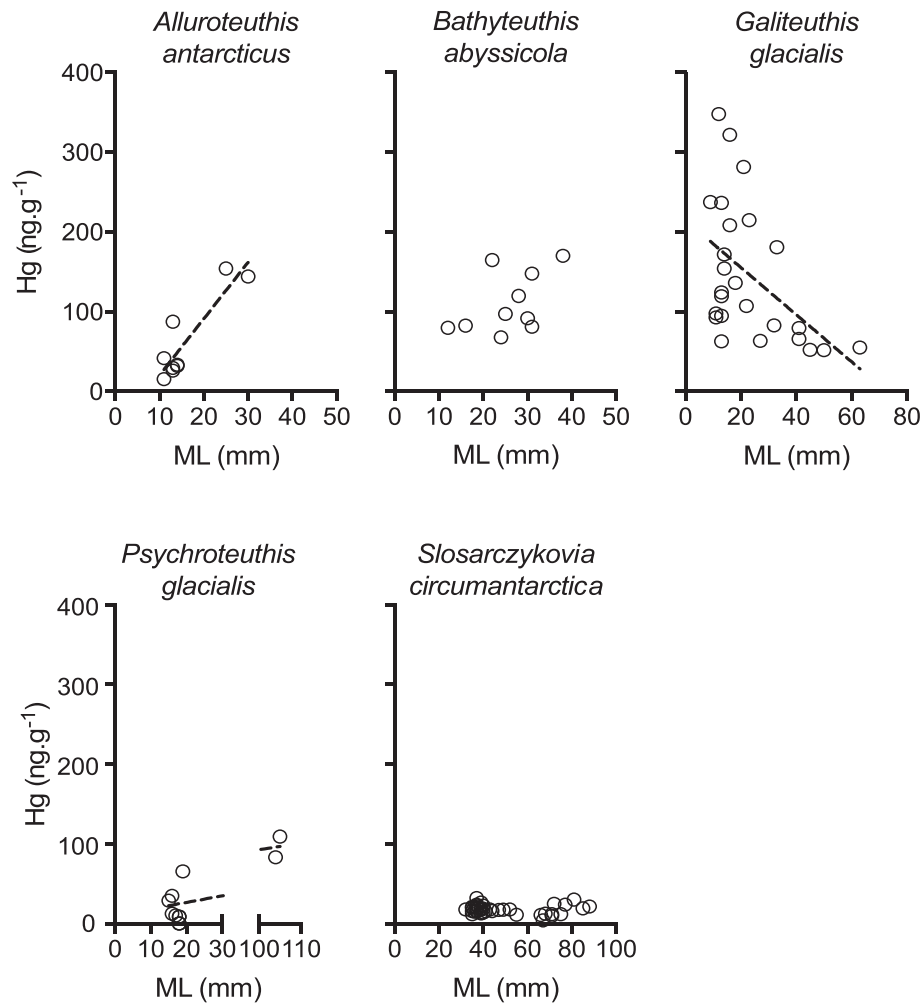 Alluroteuthis
antarcticus
Bathyteuthis
abyssicola
Galiteuthis
glacialis
Hg (ng.g⁻¹)
400
300
200
100
0
0 10 20 30 40 50
0 10 20 30 40 50
0 20 40 60 80
ML (mm)
ML (mm)
ML (mm)
Psychroteuthis
glacialis
Slosarczykovia
circumantarctica
Hg (ng.g⁻¹)
400
300
200
100
0
0 10 20 30 100 110
0 20 40 60 80 100
ML (mm)
ML (mm)